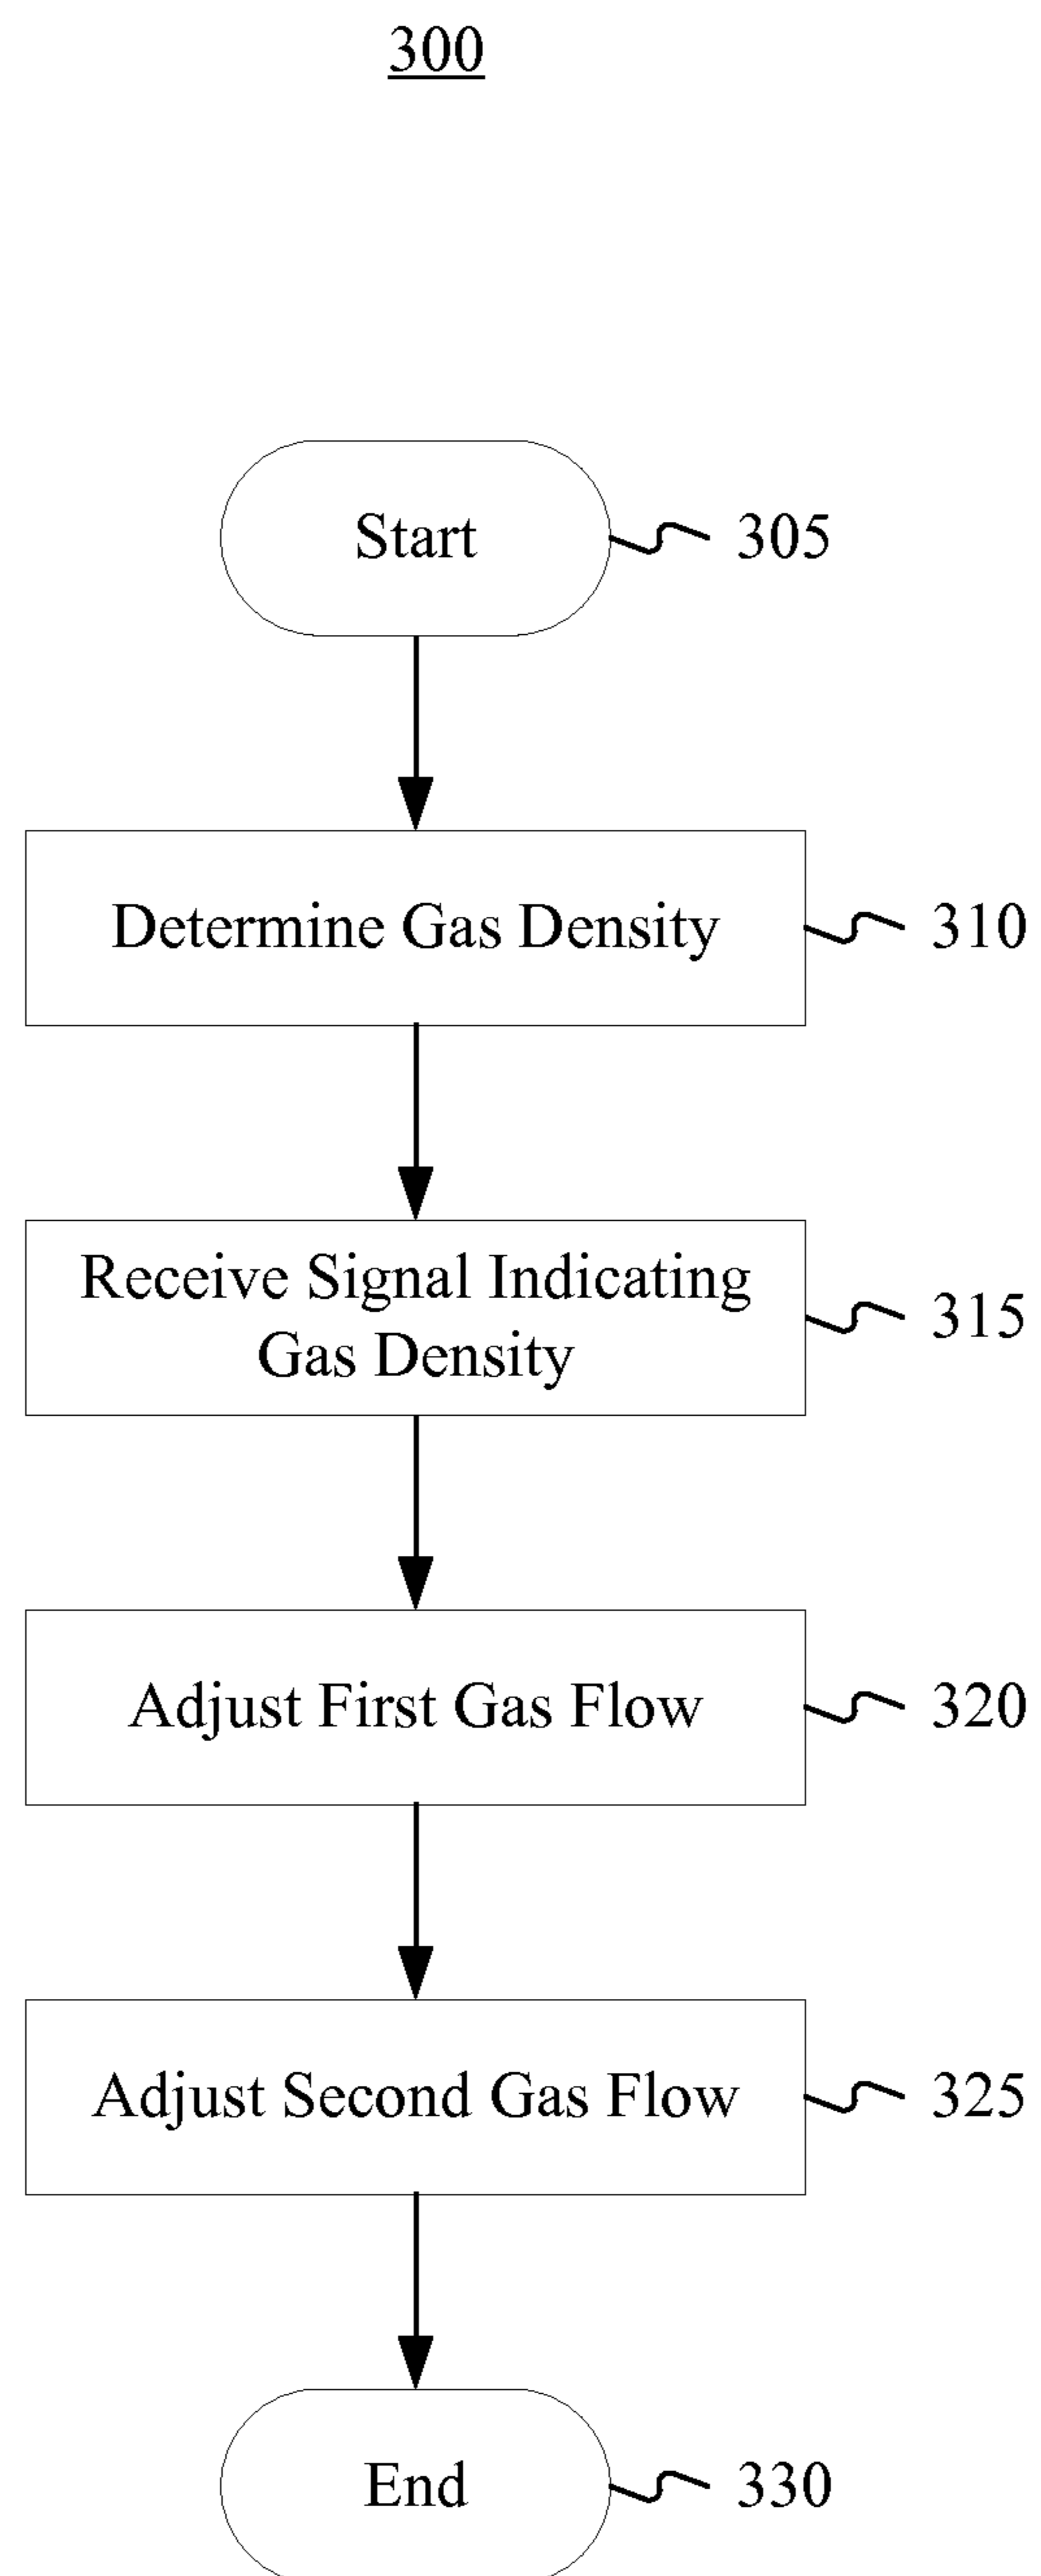 300
Start
305
Determine Gas Density
310
Receive Signal Indicating
Gas Density
315
Adjust First Gas Flow
320
Adjust Second Gas Flow
325
End
330